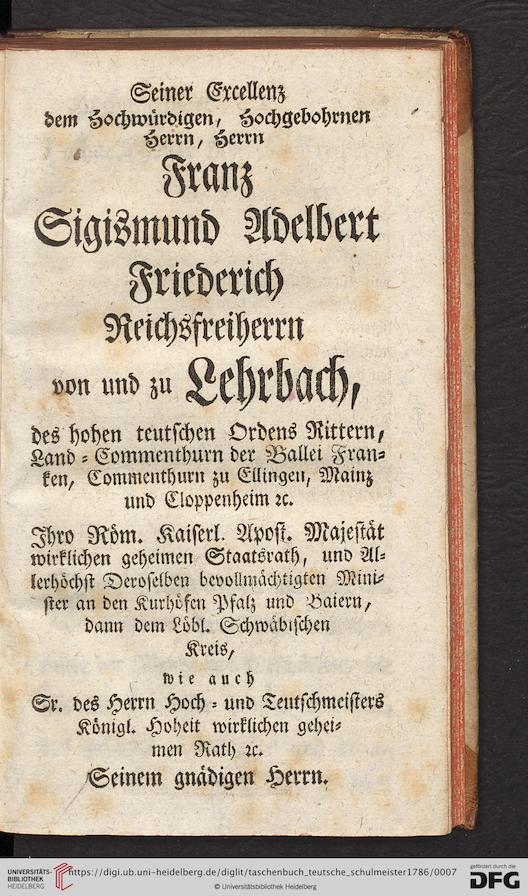 Seiner Excellenz
dem Hochwürdigen, Hochgebohrnen
Herrn, Herrn
Franz
Sigismund Adelbert
Friederich
Reichsfreiherrn
von und zu Lehrbach,
des hohen teutschen Ordens Rittern,
Land-Commenthurn der Ballei Fran-
ken, Commenthurn zu Ellingen, Mainz
und Cloppenheim ꝛc.
Ihro Röm. Kaiserl. Apost. Majestät
wirklichen geheimen Staatsrath, und Al-
lerhöchst Deroselben bevollmächtigten Mini-
ster an den Kurhöfen Pfalz und Baiern,
dann dem Löbl. Schwäbischen
Kreis,
wie auch
Sr. des Herrn Hoch- und Teutschmeisters
Königl. Hoheit wirklichen gehei-
men Rath ꝛc.
Seinem gnädigen Herrn.
UNIVERSITÄTS-
BIBLIOTHEK
HEIDELBERG
https://digi.ub.uni-heidelberg.de/diglit/taschenbuch_teutsche_schulmeister1786/0007
© Universitätsbibliothek Heidelberg
gefördert durch die
DFG